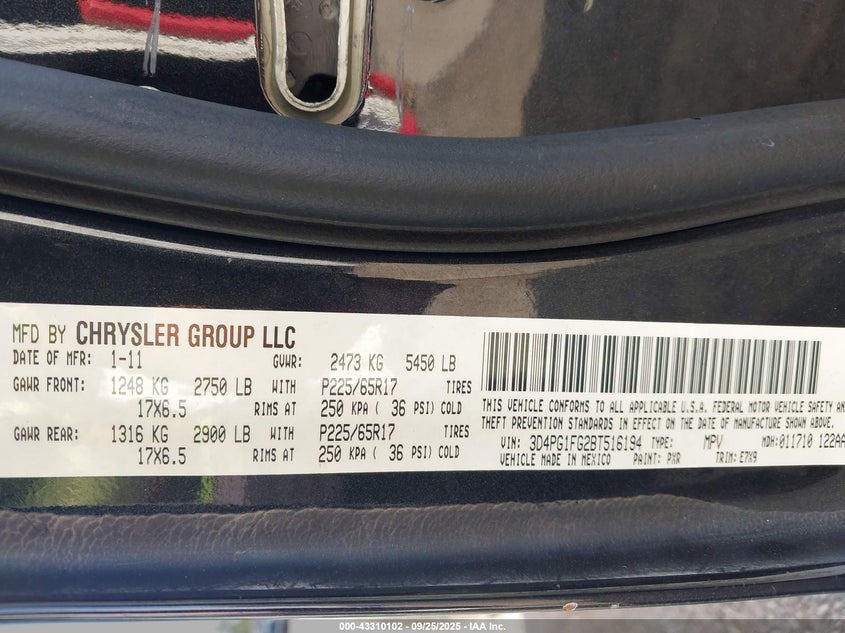 MFD BY CHRYSLER GROUP LLC
DATE OF MFR: 1-11 GVWR: 2473 KG 5450 LB
GAWR FRONT: 1248 KG 2750 LB WITH P225/65R17 TIRES
17X6.5 RIMS AT 250 KPA ( 36 PSI) COLD
GAWR REAR: 1316 KG 2900 LB WITH P225/65R17 TIRES
17X6.5 RIMS AT 250 KPA ( 36 PSI) COLD
THIS VEHICLE CONFORMS TO ALL APPLICABLE U.S.A. FEDERAL MOTOR VEHICLE SAFETY AN
THEFT PREVENTION STANDARDS IN EFFECT ON THE DATE OF MANUFACTURE SHOWN ABOVE.
VIN: 3D4PG1FG2BT516194 TYPE: MPV MDH: 011710 122AA
VEHICLE MADE IN MEXICO PAINT: PXR TRIM: E7X9
000-43310102 - 09/25/2025 - IAA Inc.